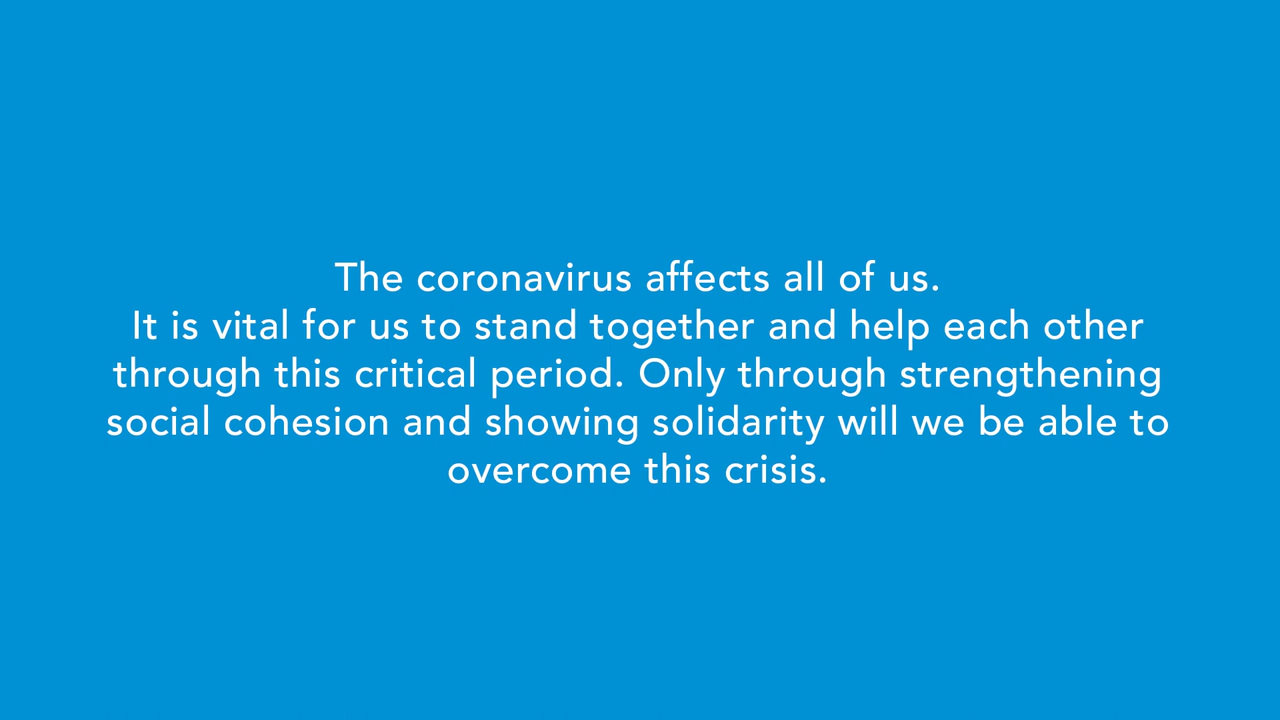 The coronavirus affects all of us.
It is vital for us to stand together and help each other
through this critical period. Only through strengthening
social cohesion and showing solidarity will we be able to
overcome this crisis.